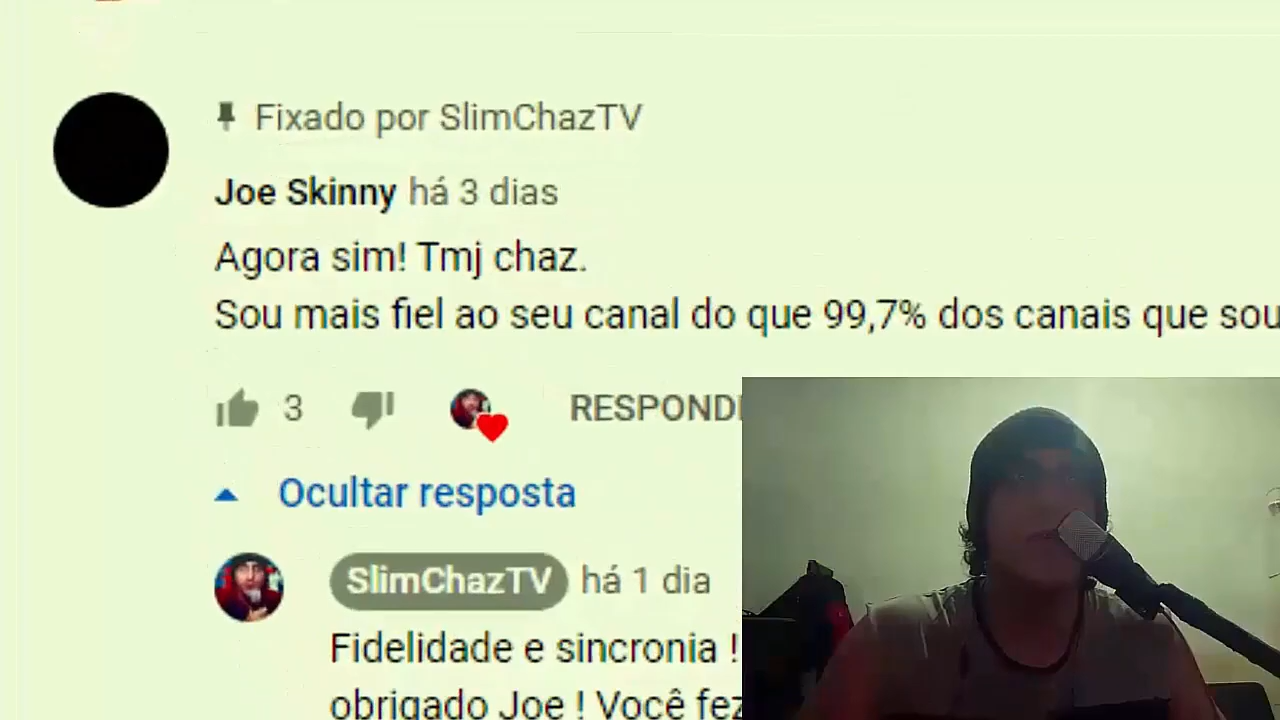 Fixado por SlimChazTV
Joe Skinny há 3 dias
Agora sim! Tmj chaz.
Sou mais fiel ao seu canal do que 99,7% dos canais que sou
3 RESPOND
Ocultar resposta
SlimChazTV há 1 dia
Fidelidade e sincronia !
obrigado Joe ! Você fez